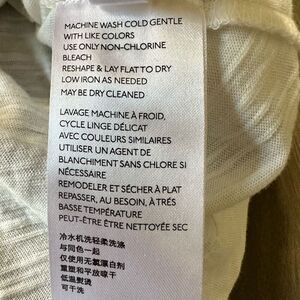 MACHINE WASH COLD GENTLE
WITH LIKE COLORS
USE ONLY NON-CHLORINE
BLEACH
RESHAPE & LAY FLAT TO DRY
LOW IRON AS NEEDED
MAY BE DRY CLEANED
LAVAGE MACHINE À FROID,
CYCLE LINGE DÉLICAT
AVEC COULEURS SIMILAIRES
UTILISER UN AGENT DE
BLANCHIMENT SANS CHLORE SI
NÉCESSAIRE
REMODELER ET SÉCHER À PLAT
REPASSER, AU BESOIN, À TRÉS
BASSE TEMPÉRATURE
PEUT-ÊTRE ÊTRE NETTOYÉE SEC
冷水机洗轻柔洗涤
与同色一起
仅使用无氯漂白剂
重塑和平放晾干
低温熨烫
可干洗